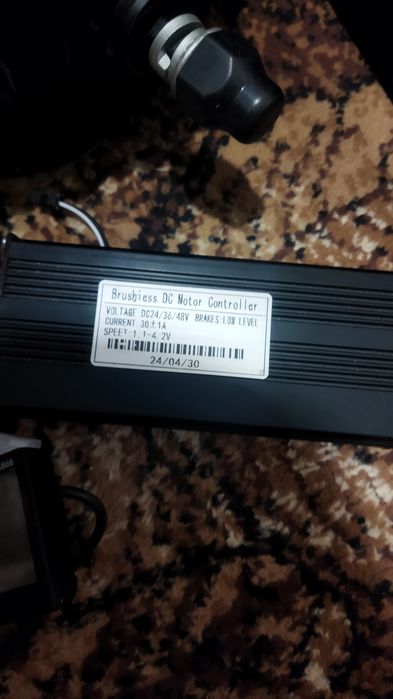 Brushiess DC Motor Controller
VOLTAGE:DC24/36/48V BRAKES:LOW LEVEL
CURRENT:30±1A
SPEET:1.1-4.2V
24/04/30